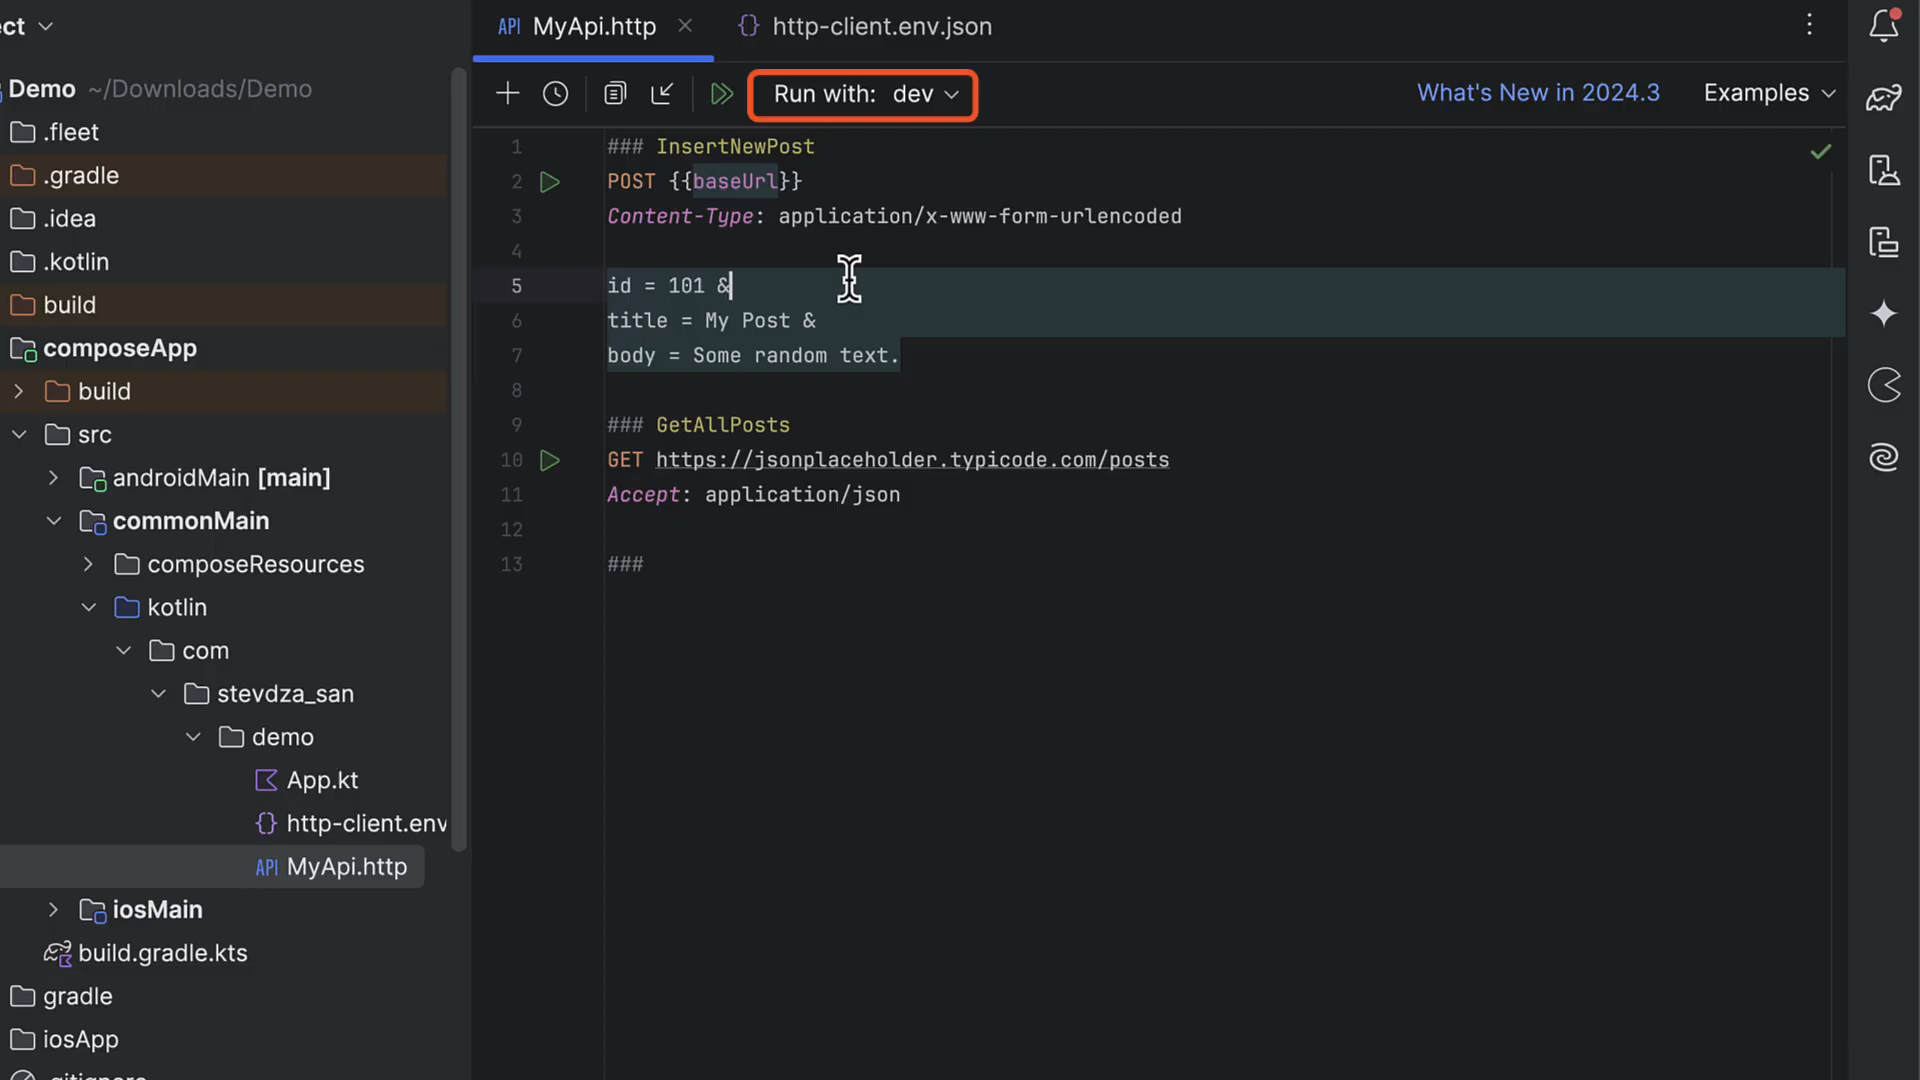 ect
Demo ~/Downloads/Demo
.fleet
.gradle
.idea
.kotlin
build
composeApp
build
src
androidMain [main]
commonMain
composeResources
kotlin
com
stevdza_san
demo
App.kt
http-client.env
API MyApi.http
iosMain
build.gradle.kts
gradle
iosApp
.gitignore
API MyApi.http
{} http-client.env.json
Run with: dev
What's New in 2024.3
Examples
1 ### InsertNewPost
2 POST {{baseUrl}}
3 Content-Type: application/x-www-form-urlencoded
4
5 id = 101 &
6 title = My Post &
7 body = Some random text.
8
9 ### GetAllPosts
10 GET https://jsonplaceholder.typicode.com/posts
11 Accept: application/json
12
13 ###